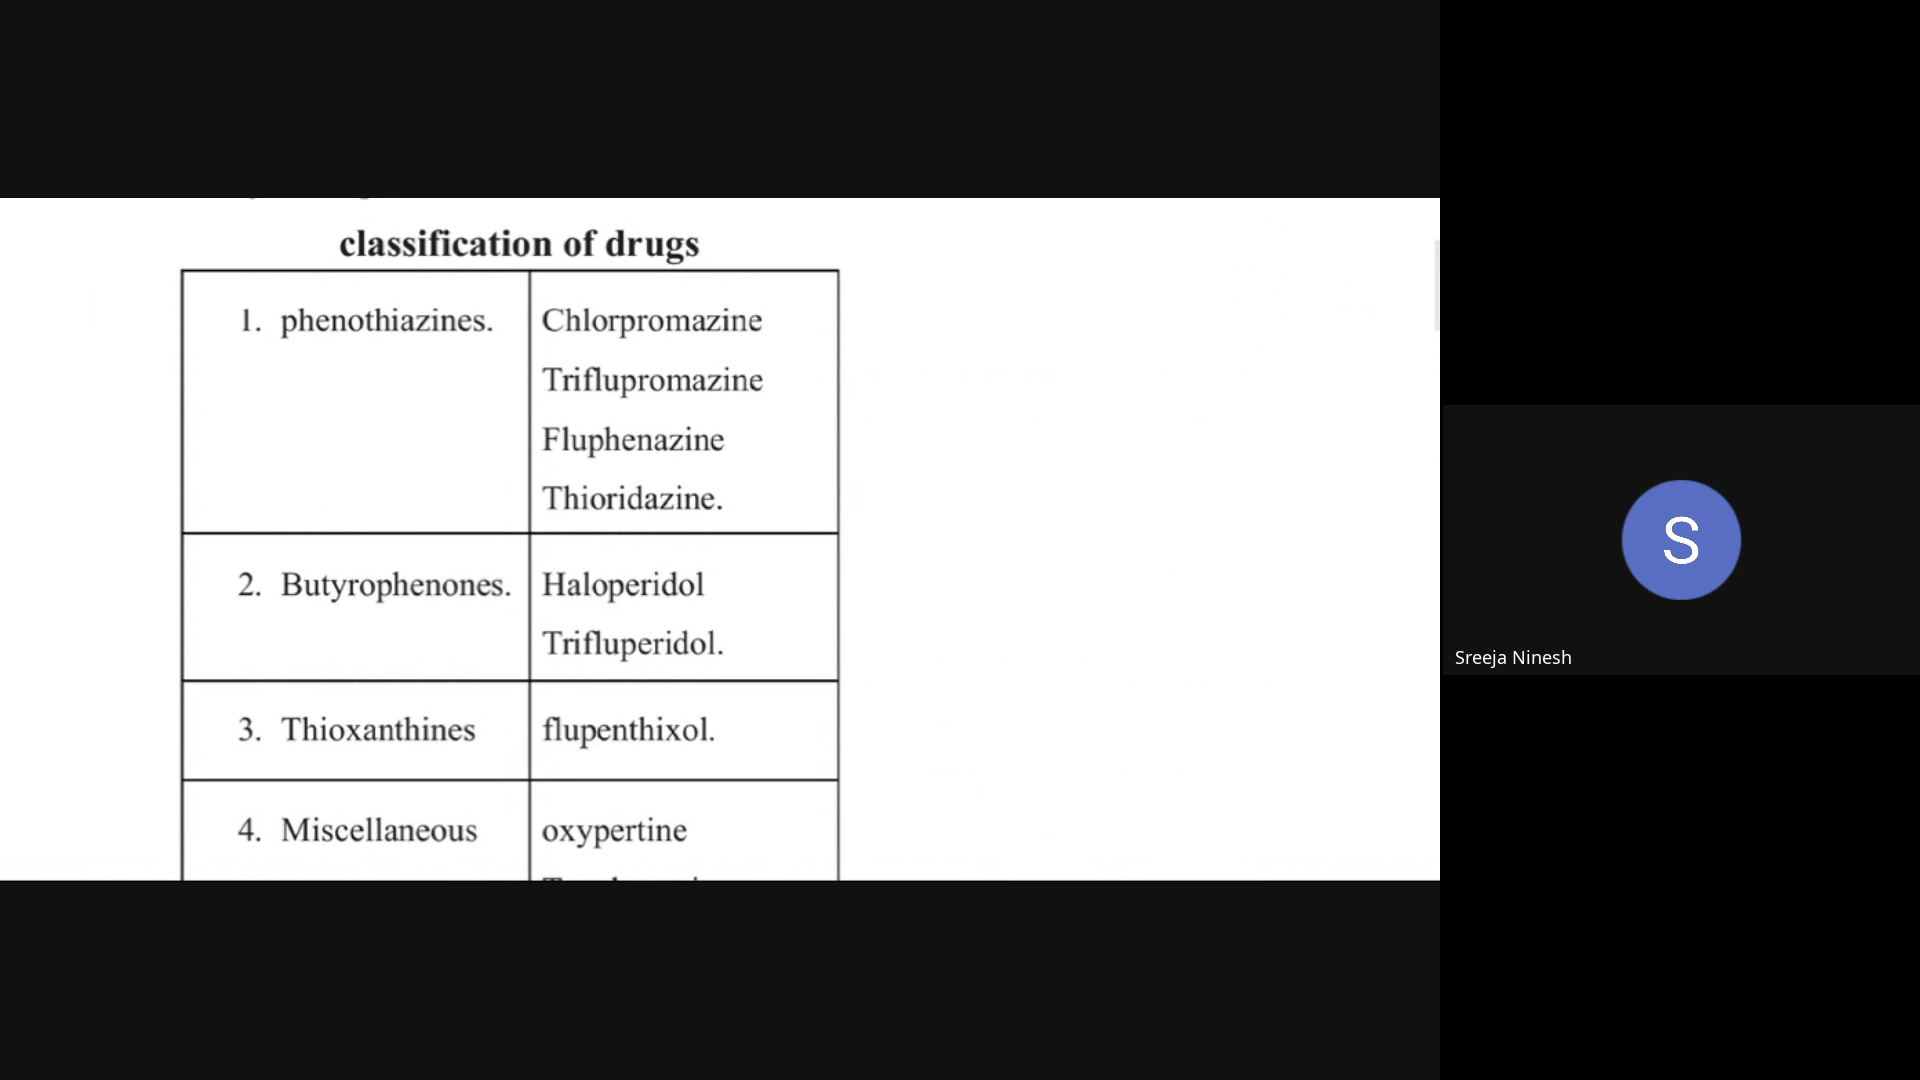 classification of drugs
1. phenothiazines.
Chlorpromazine
Triflupromazine
Fluphenazine
Thioridazine.
2. Butyrophenones.
Haloperidol
Trifluperidol.
3. Thioxanthines
flupenthixol.
4. Miscellaneous
oxypertine
S
Sreeja Ninesh